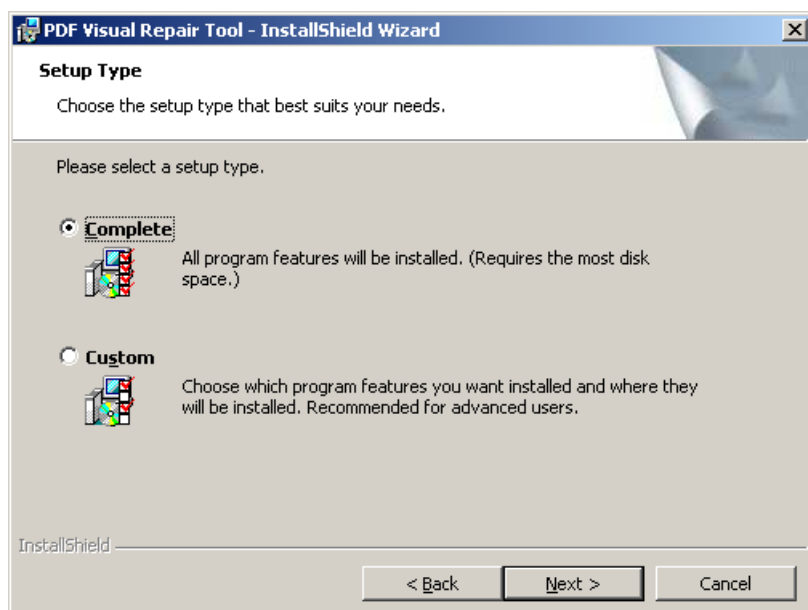 PDF Visual Repair Tool - InstallShield Wizard
Setup Type
Choose the setup type that best suits your needs.
Please select a setup type.
Complete
All program features will be installed. (Requires the most disk
space.)
Custom
Choose which program features you want installed and where they
will be installed. Recommended for advanced users.
InstallShield
< Back Next > Cancel